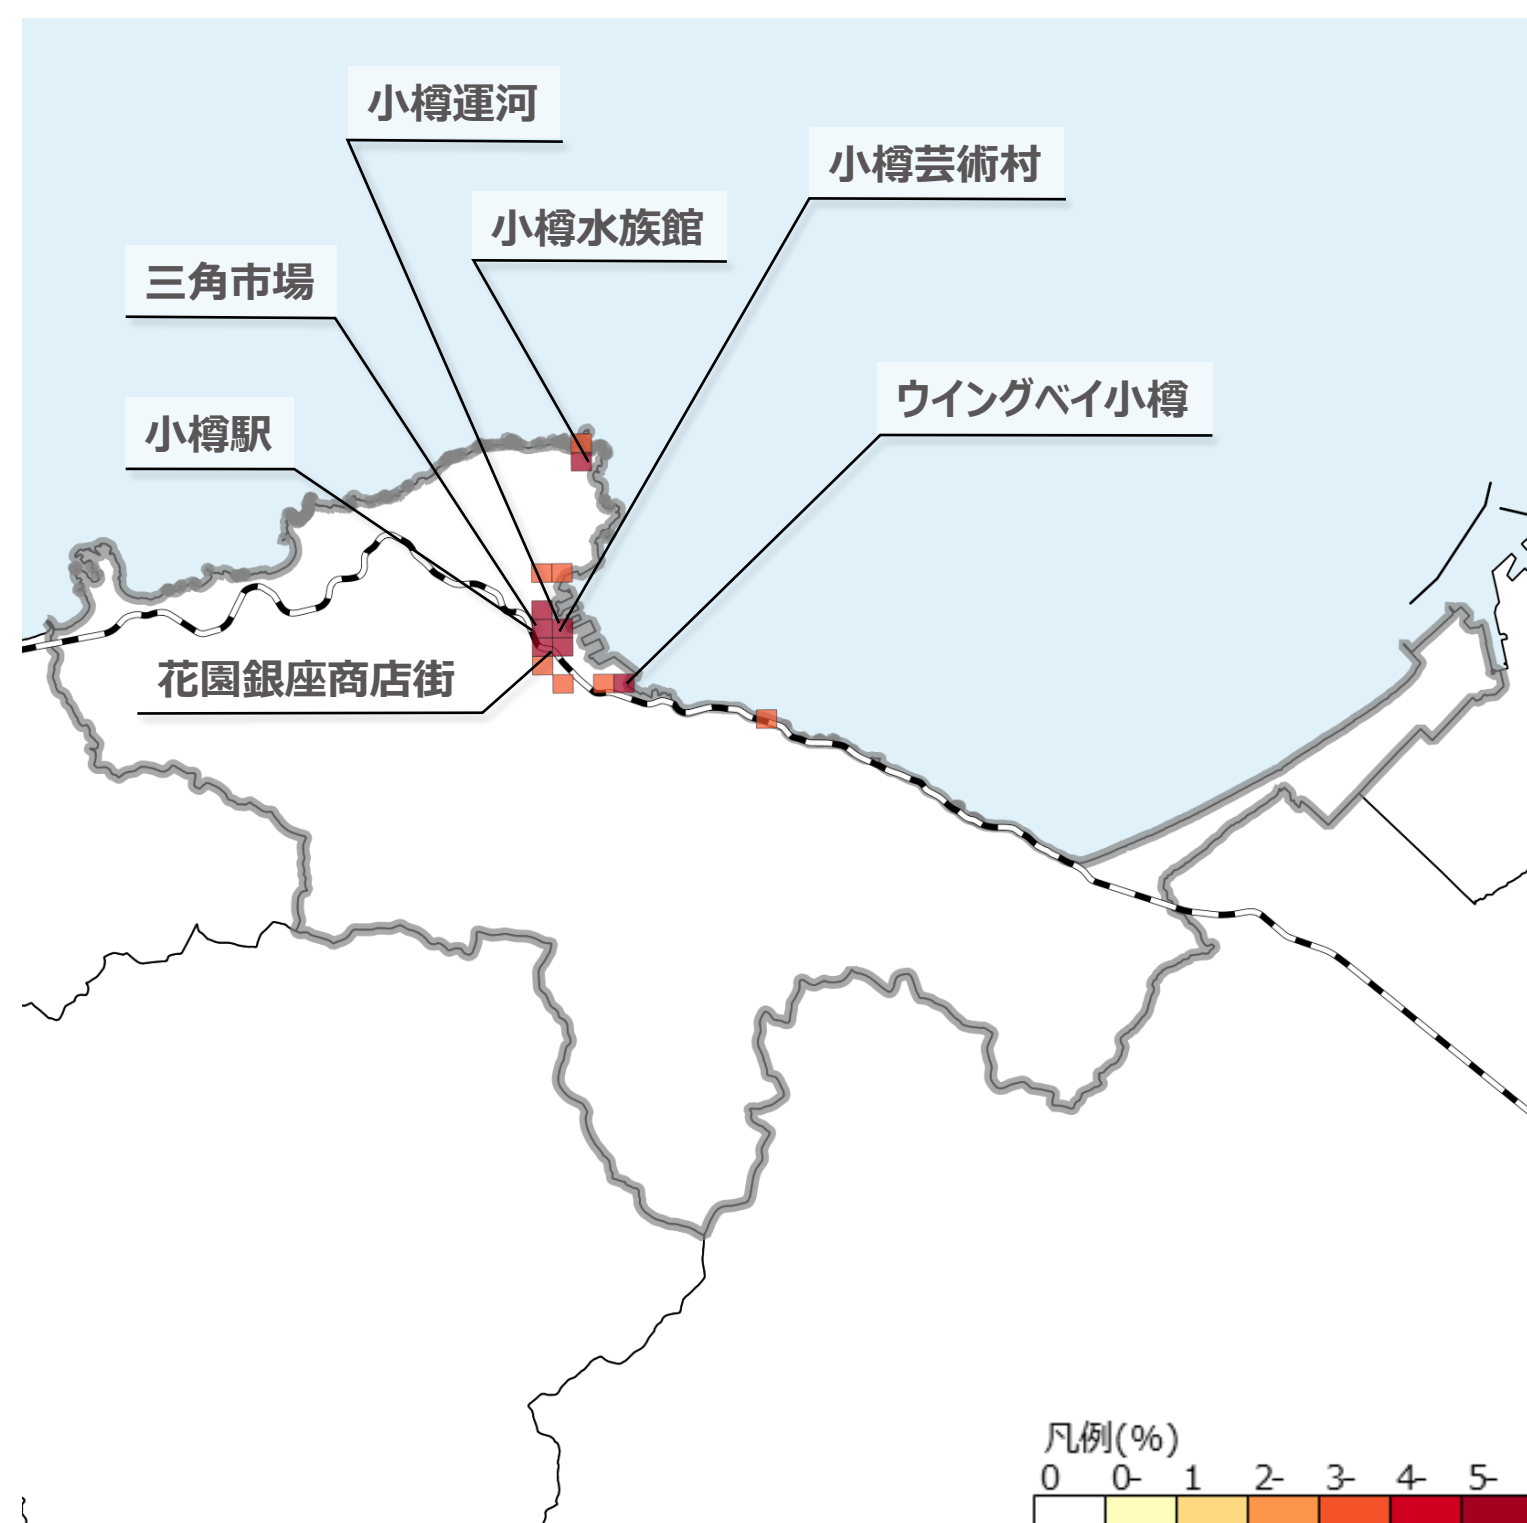 小樽運河
小樽芸術村
小樽水族館
三角市場
ウイングベイ小樽
小樽駅
花園銀座商店街
凡例(%)
0 0- 1 2- 3- 4- 5-